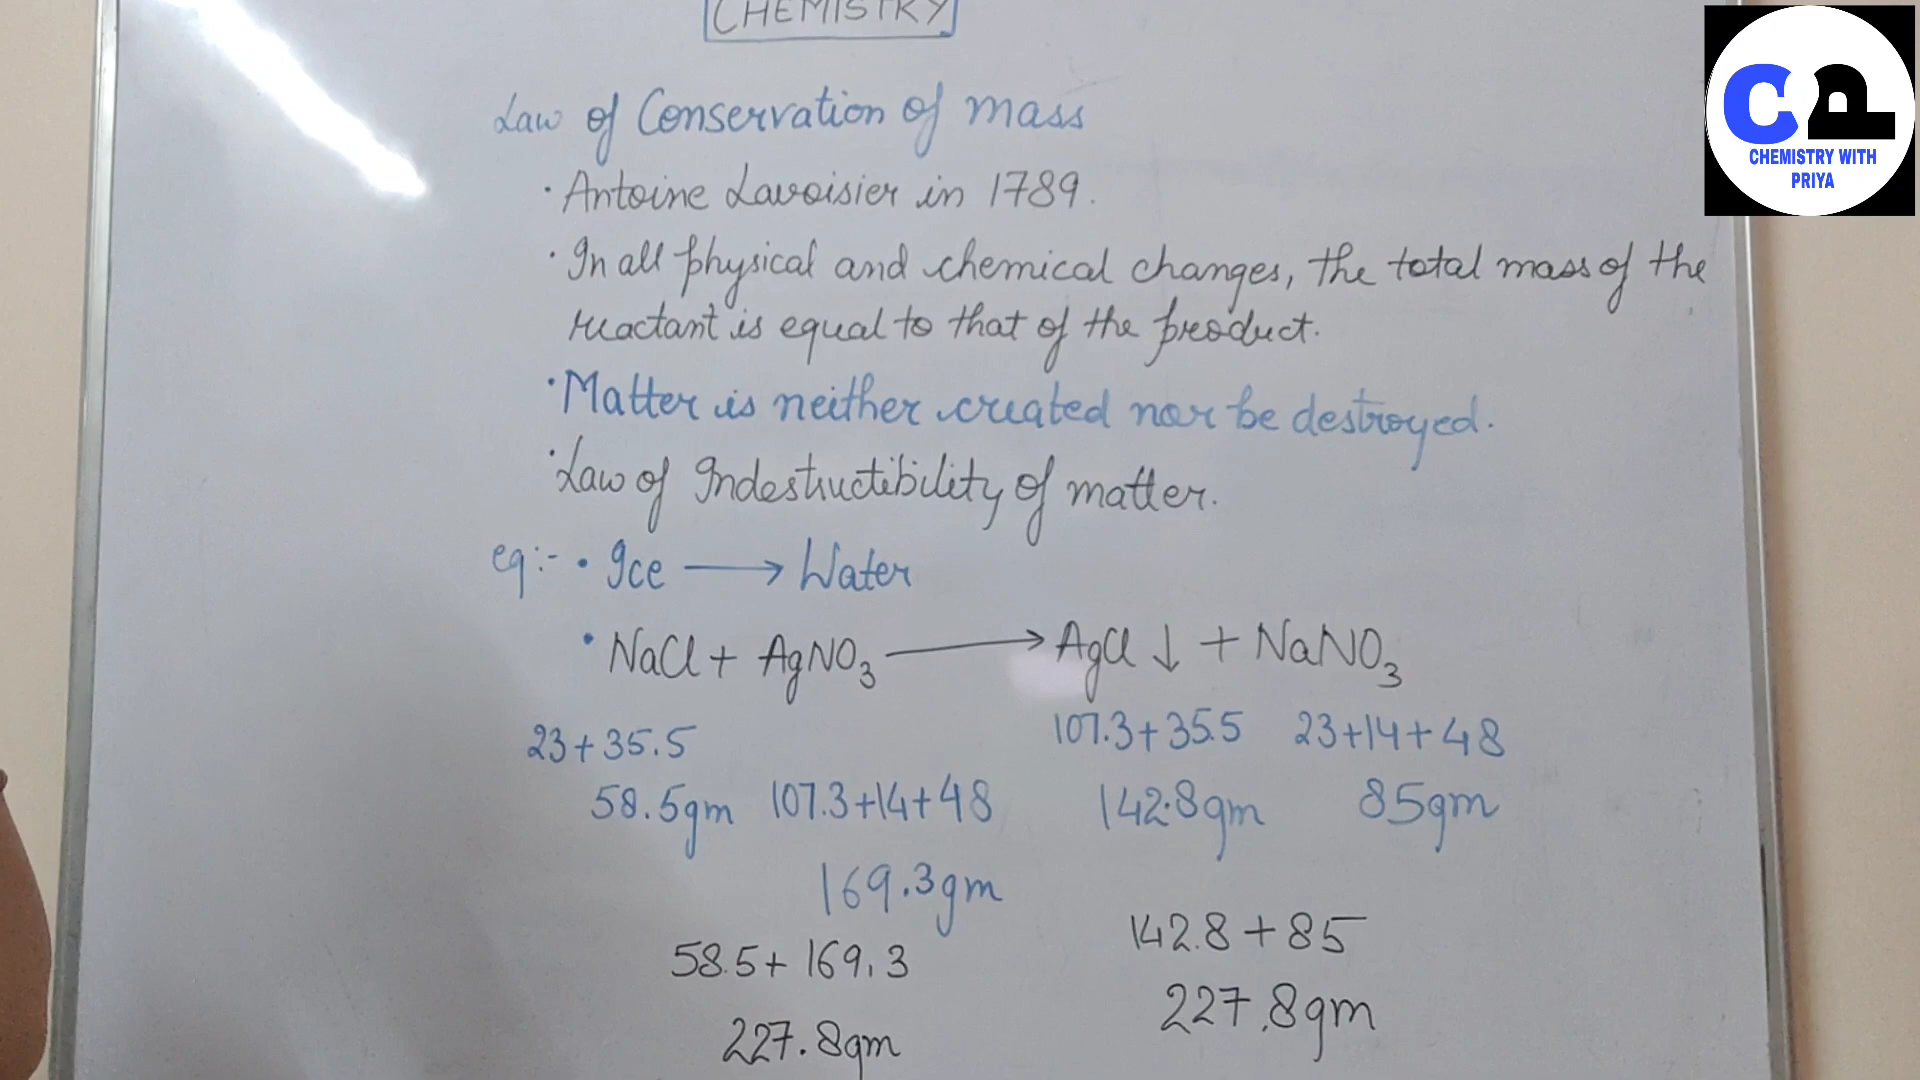 CHEMISTRY
CP
CHEMISTRY WITH
PRIYA
Law of Conservation of mass
· Antoine Lavoisier in 1789.
· In all physical and chemical changes, the total mass of the
reactant is equal to that of the product.
· Matter is neither created nor be destroyed.
· Law of Indestructibility of matter.
eg:- • Ice ⟶ Water
• NaCl + AgNO₃ ⟶ AgCl ↓ + NaNO₃
23+35.5 107.3+35.5 23+14+48
58.5gm 107.3+14+48 142.8gm 85gm
169.3gm
58.5+169.3 142.8+85
227.8gm 227.8gm